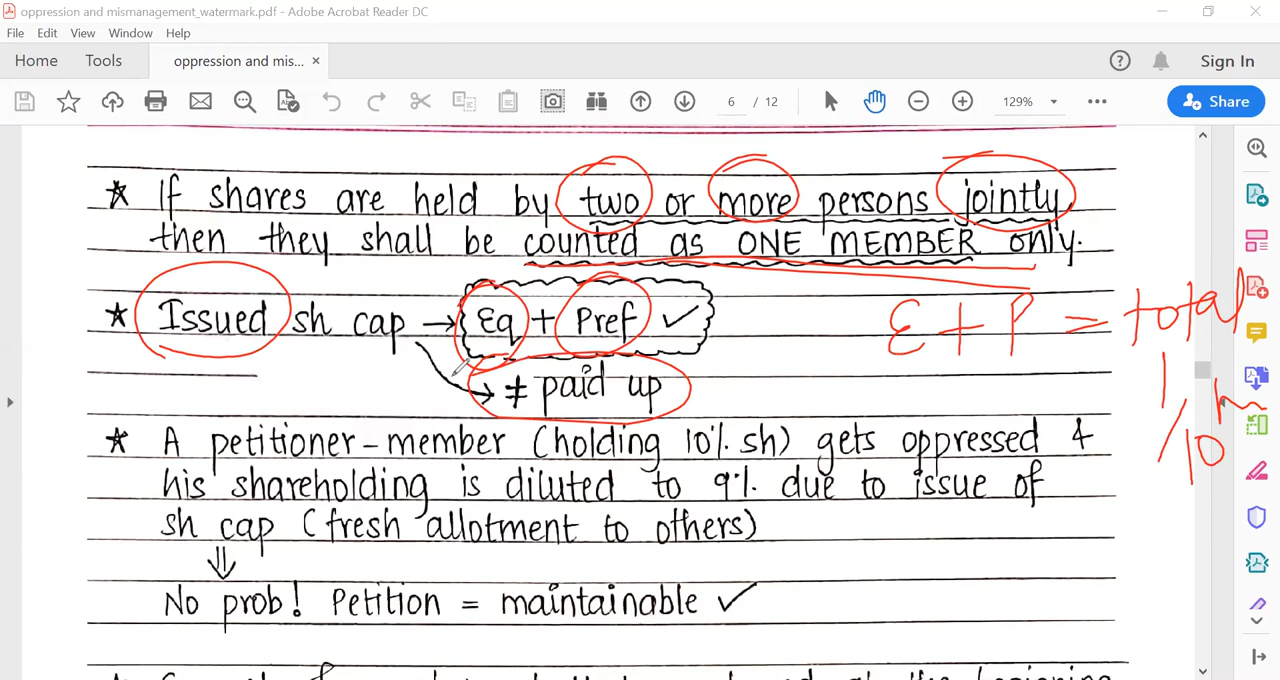 oppression and mismanagement_watermark.pdf - Adobe Acrobat Reader DC
File Edit View Window Help
Home Tools oppression and mis... × Sign In
6 / 12 129% Share
★ If shares are held by two or more persons jointly,
then they shall be counted as ONE MEMBER only.
★ Issued sh cap → Eq + Pref ✓
E + P = total
→ ≠ paid up
1/10
★ A petitioner-member (holding 10% sh) gets oppressed &
his shareholding is diluted to 9% due to issue of
sh cap (fresh allotment to others)
⇓
No prob! Petition = maintainable ✓